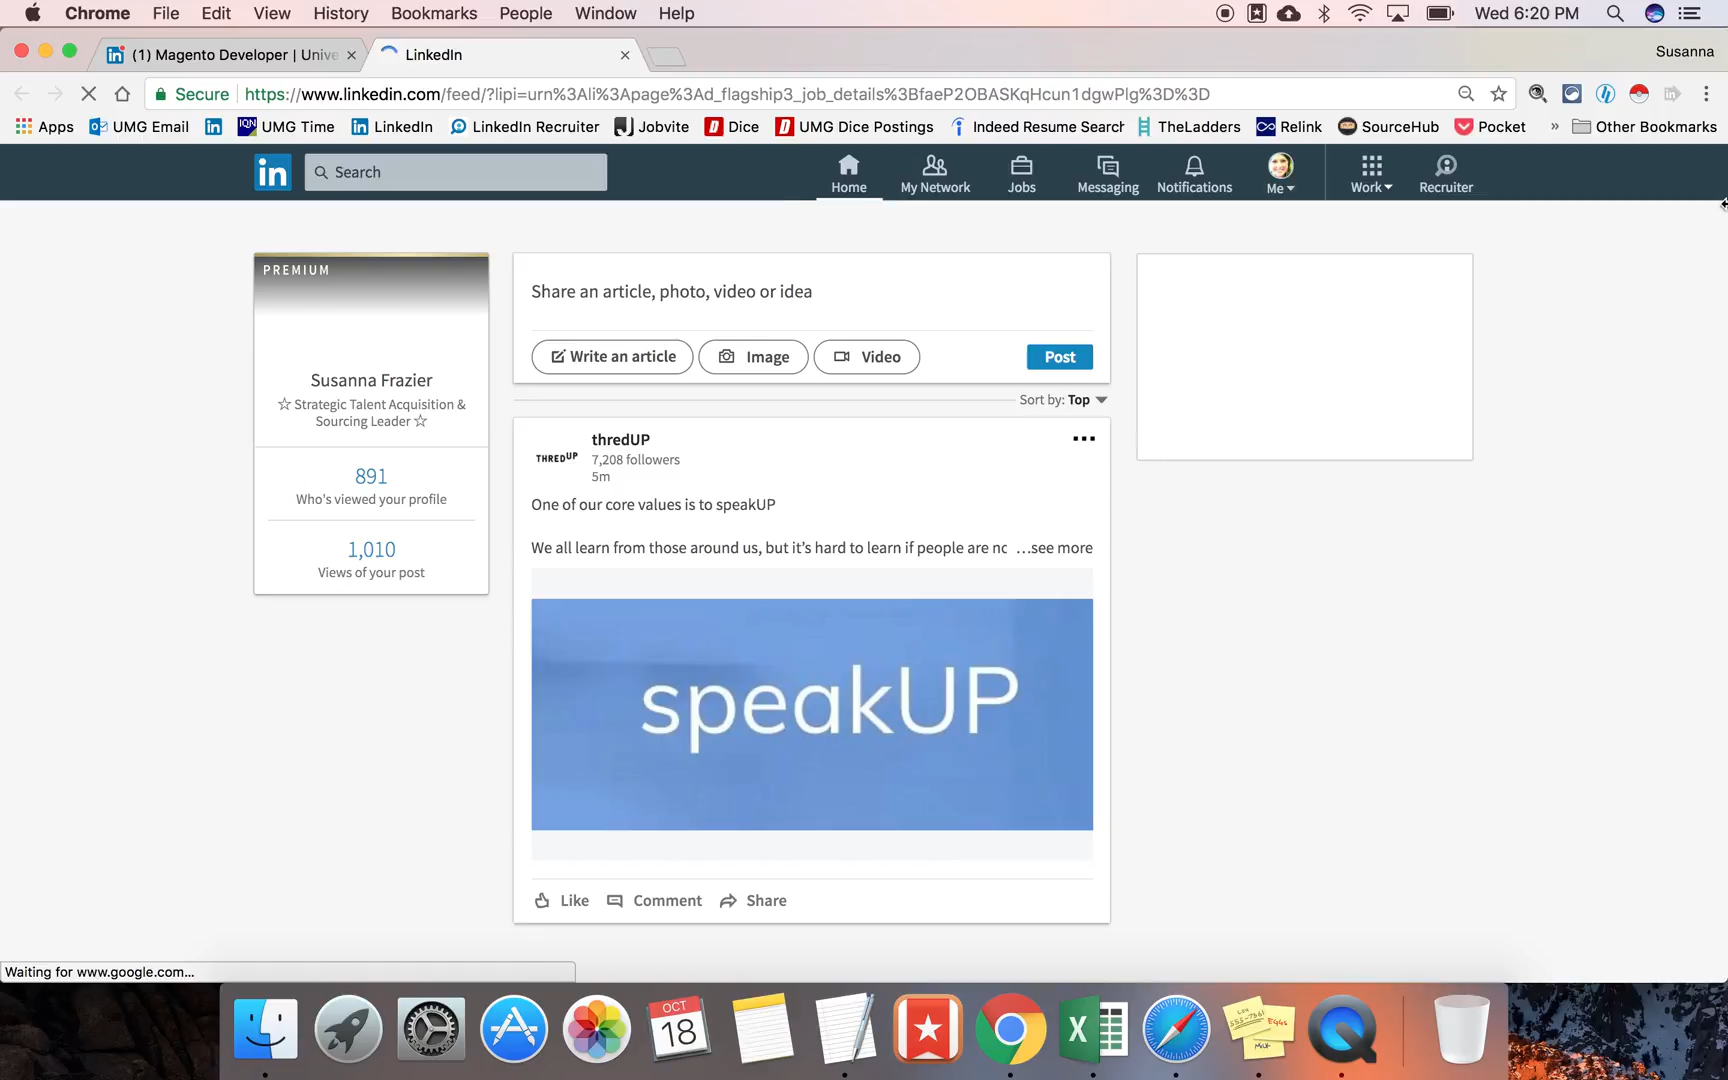 Chrome File Edit View History Bookmarks People Window Help
Wed 6:20 PM
(1) Magento Developer | Unive
LinkedIn
Susanna
Secure https://www.linkedin.com/feed/?lipi=urn%3Ali%3Apage%3Ad_flagship3_job_details%3BfaeP2OBASKqHcun1dgwPlg%3D%3D
Apps UMG Email UMG Time LinkedIn LinkedIn Recruiter Jobvite Dice UMG Dice Postings Indeed Resume Search TheLadders Relink SourceHub Pocket » Other Bookmarks
in Search
Home My Network Jobs Messaging Notifications Me Work Recruiter
PREMIUM
Susanna Frazier
☆ Strategic Talent Acquisition &
Sourcing Leader ☆
891
Who's viewed your profile
1,010
Views of your post
Share an article, photo, video or idea
Write an article Image Video Post
Sort by: Top
THREDUP
thredUP
7,208 followers
5m
One of our core values is to speakUP
We all learn from those around us, but it's hard to learn if people are nc ...see more
speakUP
Like Comment Share
Waiting for www.google.com...
OCT
18